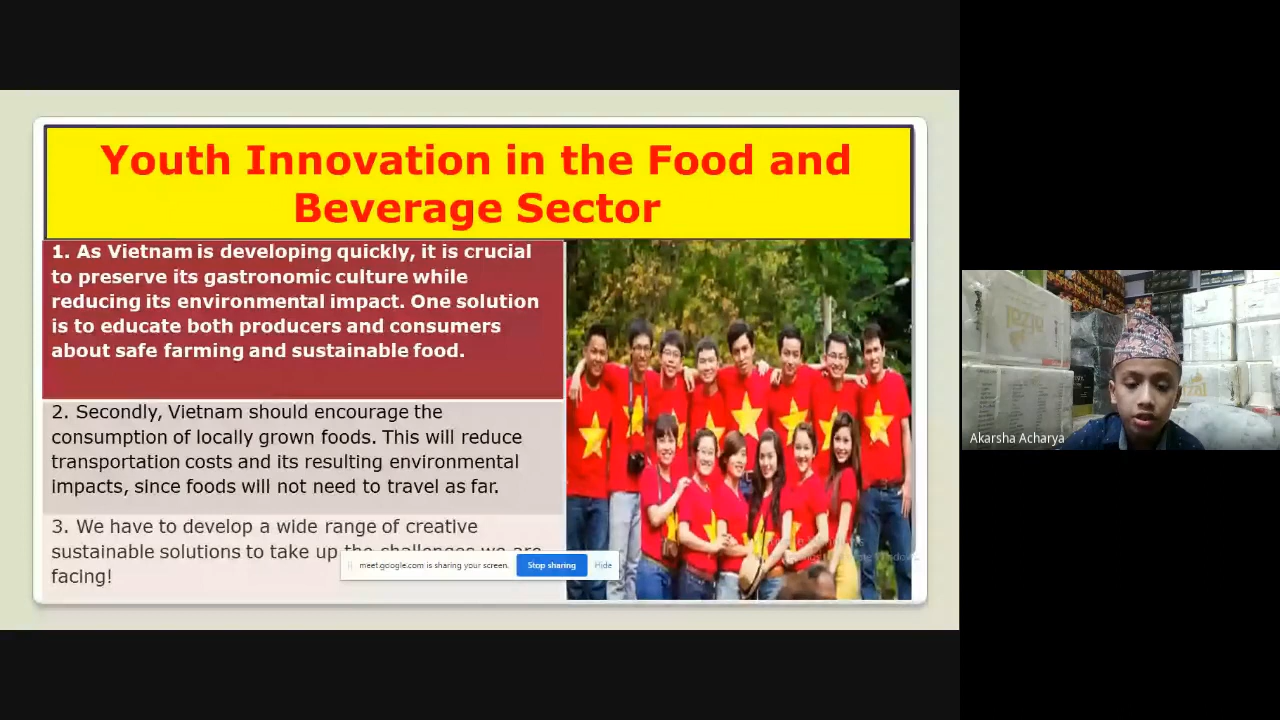 Youth Innovation in the Food and
Beverage Sector
1. As Vietnam is developing quickly, it is crucial
to preserve its gastronomic culture while
reducing its environmental impact. One solution
is to educate both producers and consumers
about safe farming and sustainable food.
2. Secondly, Vietnam should encourage the
consumption of locally grown foods. This will reduce
transportation costs and its resulting environmental
impacts, since foods will not need to travel as far.
3. We have to develop a wide range of creative
sustainable solutions to take up the challenges we are
facing!
meet.google.com is sharing your screen.
Stop sharing
Hide
Akarsha Acharya